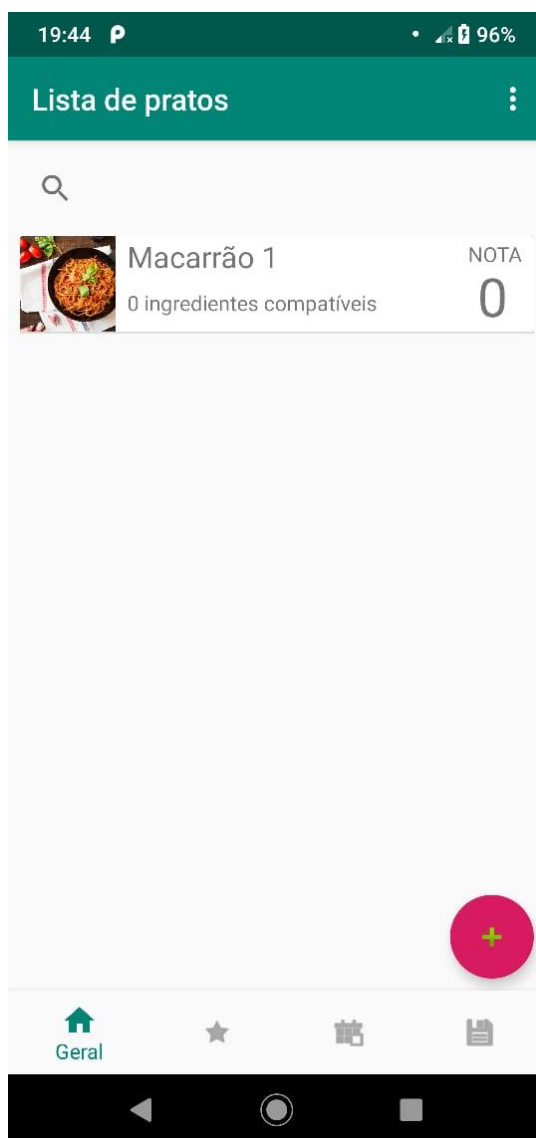 19:44 96%
Lista de pratos
Macarrão 1
NOTA
0 ingredientes compatíveis
0
Geral